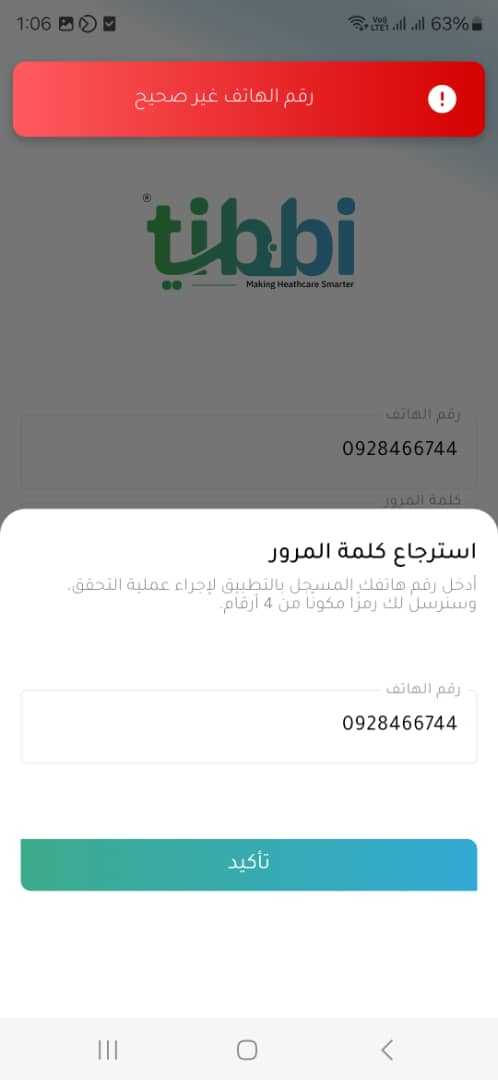 1:06
Vo)) LTE1
63%
رقم الهاتف غير صحيح
tibbi®
Making Heathcare Smarter
رقم الهاتف
0928466744
كلمة المرور
استرجاع كلمة المرور
أدخل رقم هاتفك المسجل بالتطبيق لإجراء عملية التحقق،
وسنرسل لك رمزًا مكونًا من 4 أرقام.
رقم الهاتف
0928466744
تأكيد